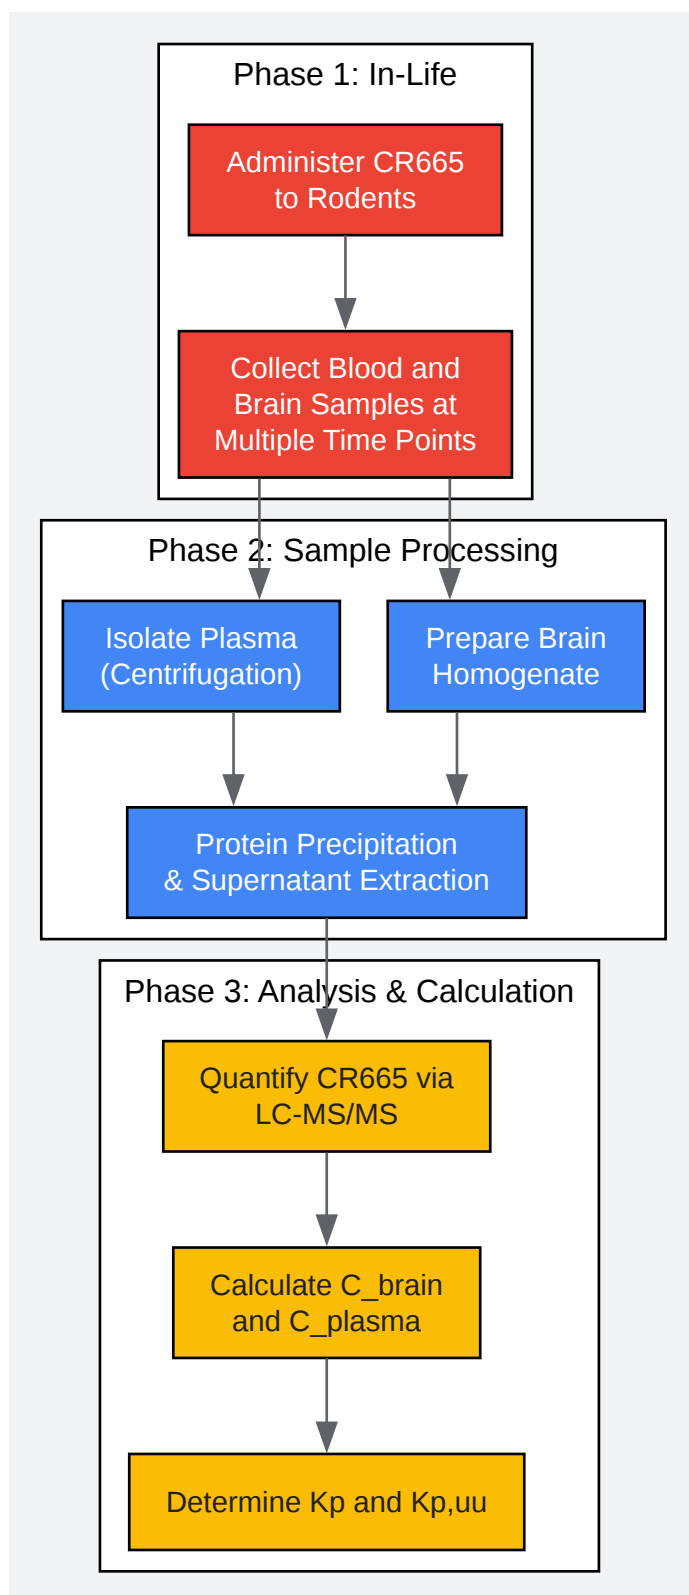 Phase 1: In-Life
Administer CR665
to Rodents
Collect Blood and
Brain Samples at
Multiple Time Points
Phase 2: Sample Processing
Isolate Plasma
(Centrifugation)
Prepare Brain
Homogenate
Protein Precipitation
& Supernatant Extraction
Phase 3: Analysis & Calculation
Quantify CR665 via
LC-MS/MS
Calculate C_brain
and C_plasma
Determine Kp and Kp,uu